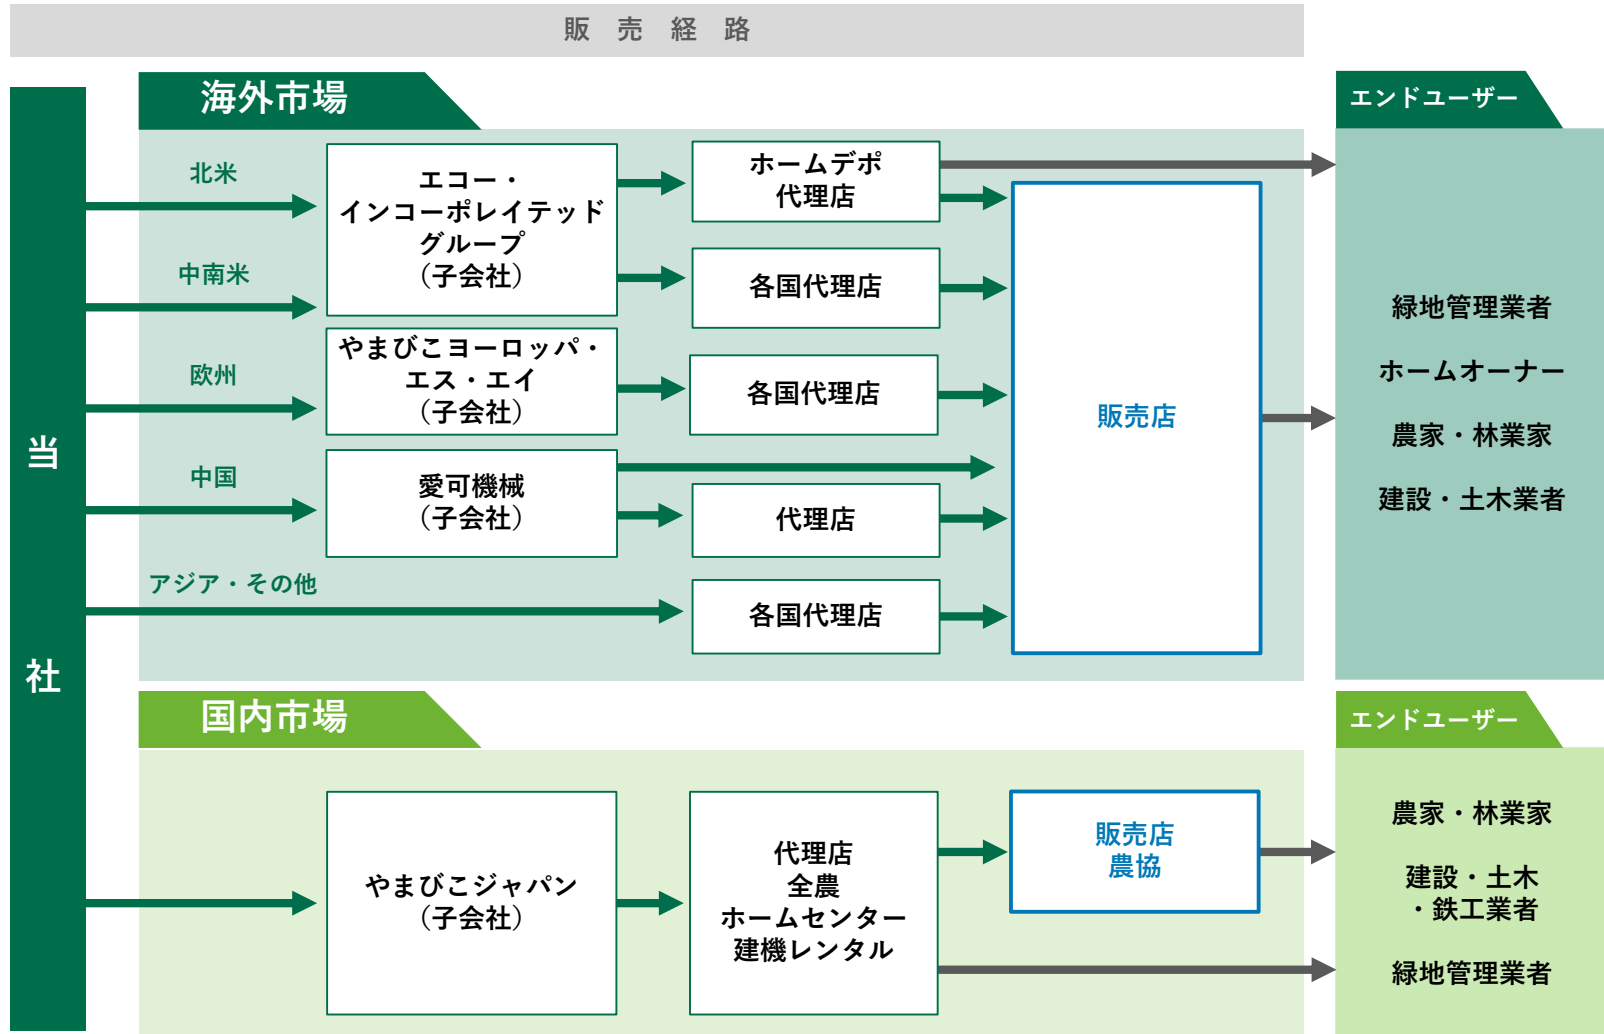 販売経路
当社
海外市場
エンドユーザー
北米
中南米
エコー・
インコーポレイテッド
グループ
（子会社）
ホームデポ
代理店
各国代理店
欧州
やまびこヨーロッパ・
エス・エイ
（子会社）
各国代理店
中国
愛可機械
（子会社）
代理店
アジア・その他
各国代理店
販売店
緑地管理業者
ホームオーナー
農家・林業家
建設・土木業者
国内市場
エンドユーザー
やまびこジャパン
（子会社）
代理店
全農
ホームセンター
建機レンタル
販売店
農協
農家・林業家
建設・土木
・鉄工業者
緑地管理業者